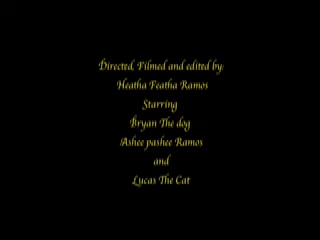 Directed, Filmed and edited by:
Heatha Featha Ramos
Starring
Bryan The dog
Ashee pashee Ramos
and
Lucas The Cat